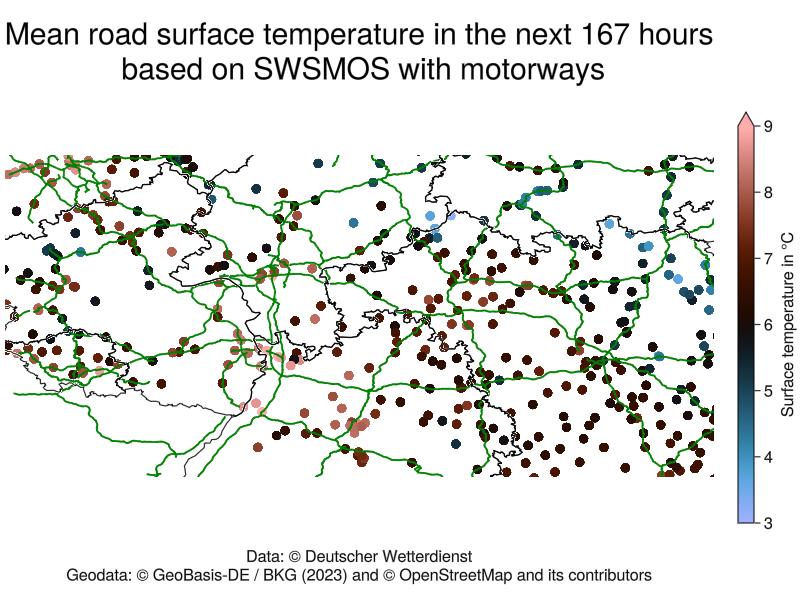 Mean road surface temperature in the next 167 hours
based on SWSMOS with motorways
9
8
7
6
5
4
3
Surface temperature in °C
Data: © Deutscher Wetterdienst
Geodata: © GeoBasis-DE / BKG (2023) and © OpenStreetMap and its contributors